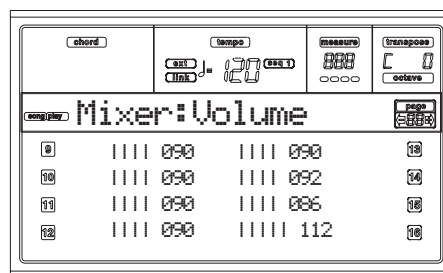 chord tempo measure transpose
ext ♩= 120 seq 1 888 C 0
link octave
song play Mixer:Volume page
9 |||| 090 |||| 090 13
10 |||| 090 |||| 092 14
11 |||| 090 |||| 086 15
12 |||| 090 ||||| 112 16